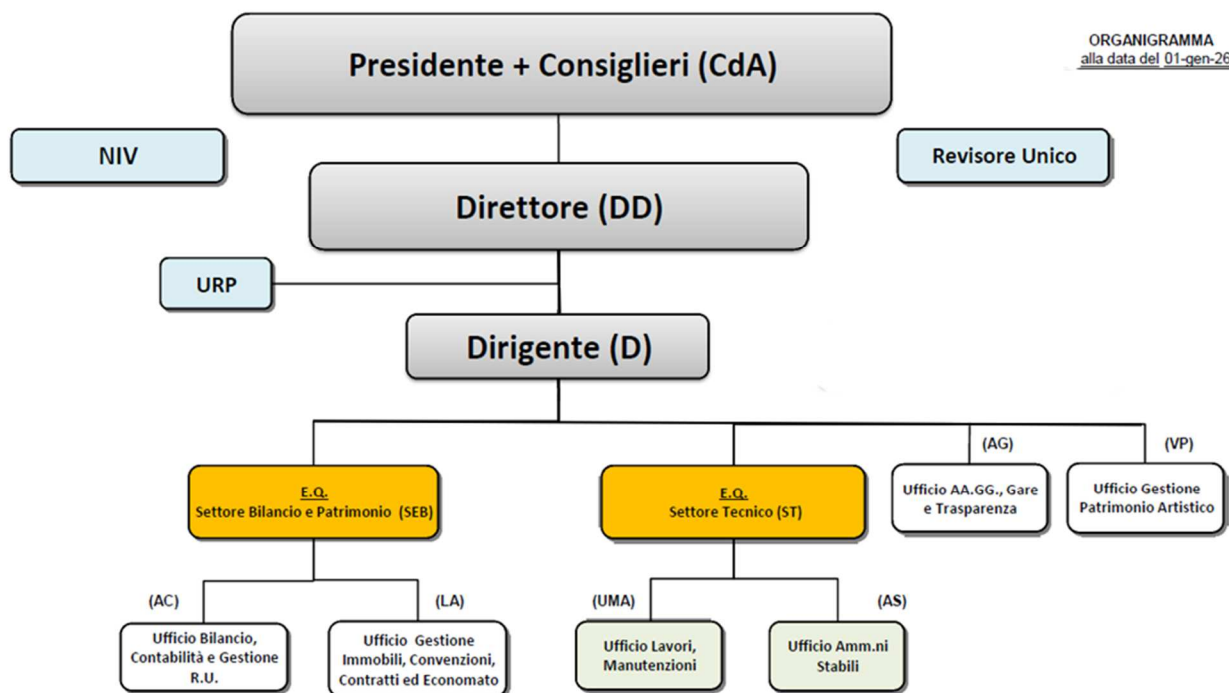 Presidente + Consiglieri (CdA)
ORGANIGRAMMA
alla data del 01-gen-26
NIV
Revisore Unico
Direttore (DD)
URP
Dirigente (D)
(AG)
(VP)
E.Q.
Settore Bilancio e Patrimonio (SEB)
E.Q.
Settore Tecnico (ST)
Ufficio AA.GG., Gare
e Trasparenza
Ufficio Gestione
Patrimonio Artistico
(AC)
(LA)
(UMA)
(AS)
Ufficio Bilancio,
Contabilità e Gestione
R.U.
Ufficio Gestione
Immobili, Convenzioni,
Contratti ed Economato
Ufficio Lavori,
Manutenzioni
Ufficio Amm.ni
Stabili